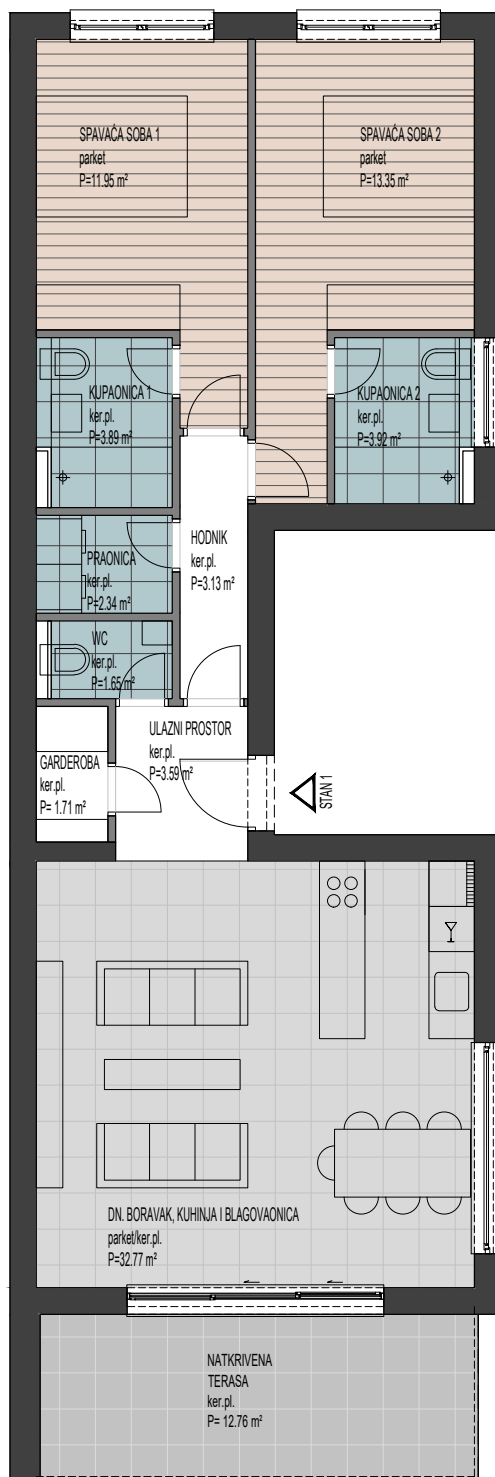 SPAVAĆA SOBA 1
parket
P=11.95 m²
SPAVAĆA SOBA 2
parket
P=13.35 m²
KUPAONICA 1
ker.pl.
P=3.89 m²
KUPAONICA 2
ker.pl.
P=3.92 m²
HODNIK
ker.pl.
P=3.13 m²
PRAONICA
ker.pl.
P=2.34 m²
WC
ker.pl.
P=1.65 m²
ULAZNI PROSTOR
ker.pl.
P=3.59 m²
GARDEROBA
ker.pl.
P= 1.71 m²
STAN 1
DN. BORAVAK, KUHINJA I BLAGOVAONICA
parket/ker.pl.
P=32.77 m²
NATKRIVENA
TERASA
ker.pl.
P= 12.76 m²